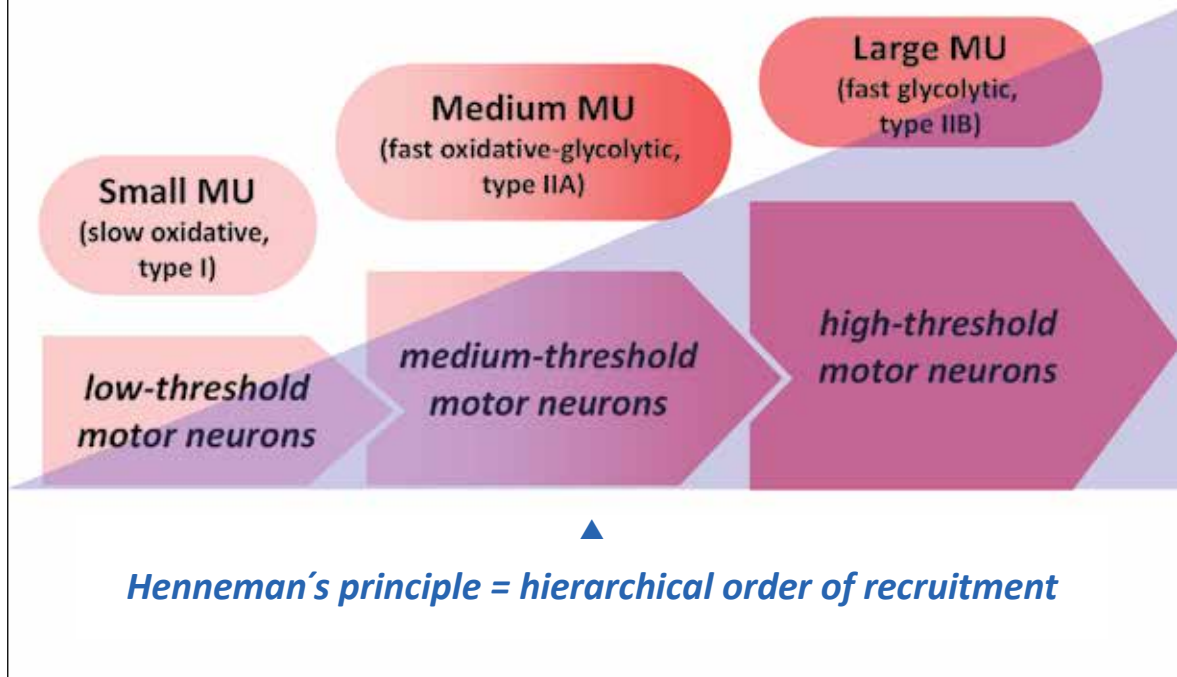 Small MU
(slow oxidative,
type I)
Medium MU
(fast oxidative-glycolytic,
type IIA)
Large MU
(fast glycolytic,
type IIB)
low-threshold
motor neurons
medium-threshold
motor neurons
high-threshold
motor neurons
Henneman´s principle = hierarchical order of recruitment